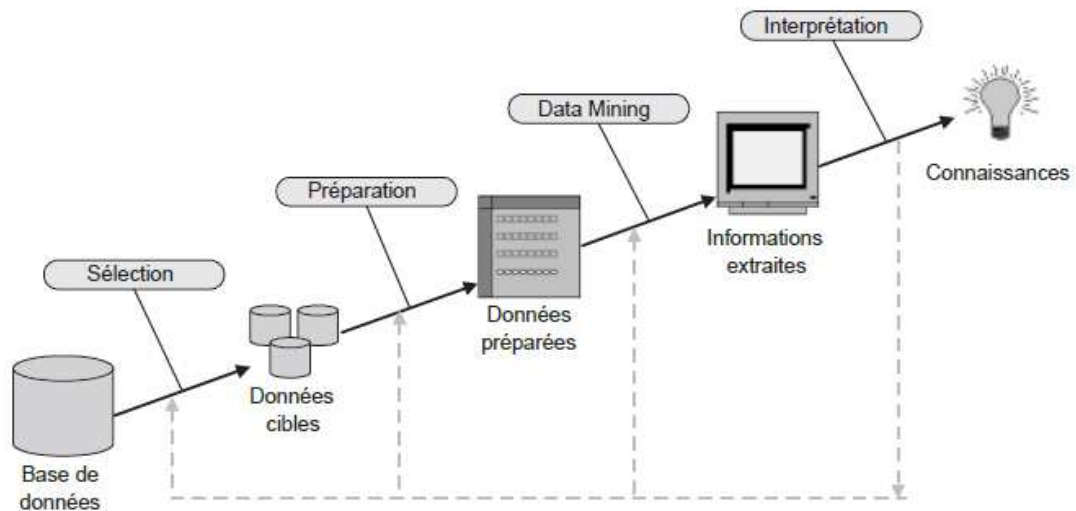 Interprétation
Data Mining
Connaissances
Préparation
Informations
extraites
Sélection
Données
préparées
Données
cibles
Base de
données